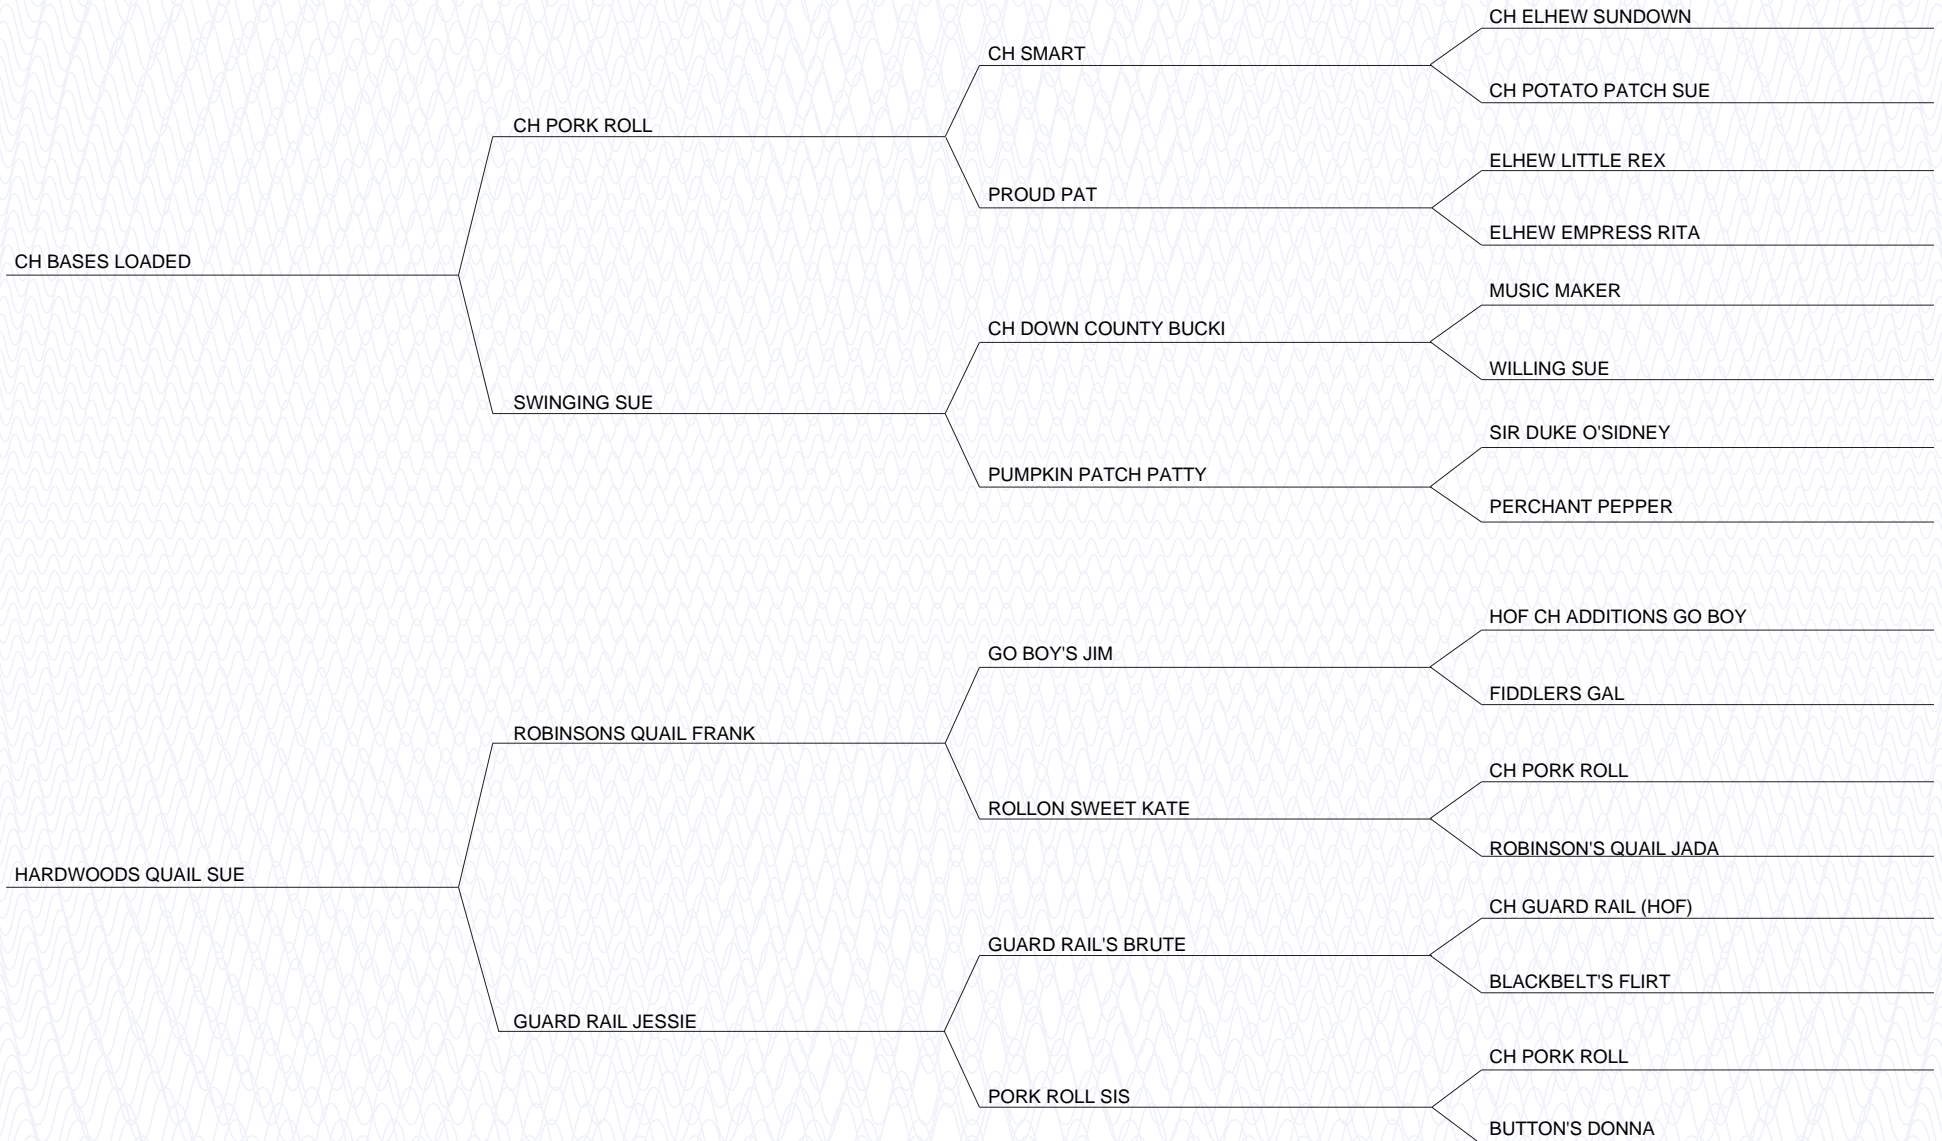 CH ELHEW SUNDOWN
CH SMART
CH POTATO PATCH SUE
CH PORK ROLL
ELHEW LITTLE REX
PROUD PAT
ELHEW EMPRESS RITA
CH BASES LOADED
MUSIC MAKER
CH DOWN COUNTY BUCKI
WILLING SUE
SWINGING SUE
SIR DUKE O'SIDNEY
PUMPKIN PATCH PATTY
PERCHANT PEPPER
HOF CH ADDITIONS GO BOY
GO BOY'S JIM
FIDDLERS GAL
ROBINSONS QUAIL FRANK
CH PORK ROLL
ROLLON SWEET KATE
ROBINSON'S QUAIL JADA
HARDWOODS QUAIL SUE
CH GUARD RAIL (HOF)
GUARD RAIL'S BRUTE
BLACKBELT'S FLIRT
GUARD RAIL JESSIE
CH PORK ROLL
PORK ROLL SIS
BUTTON'S DONNA